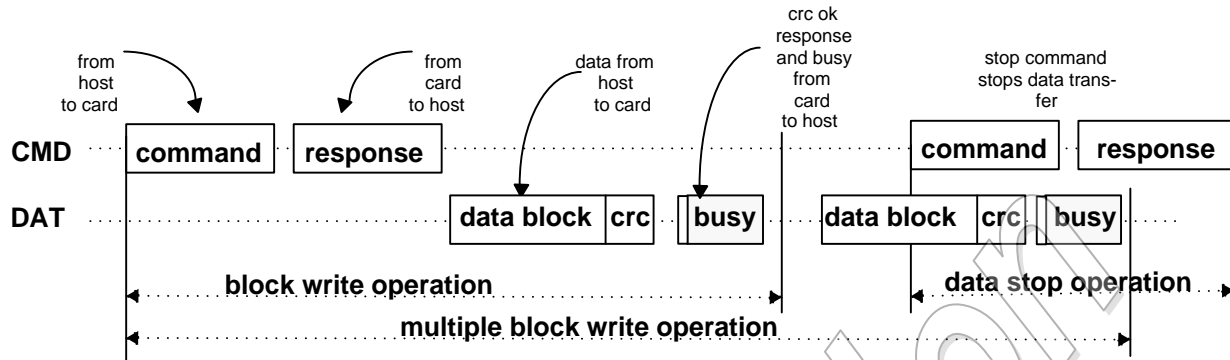 from
host
to card
from
card
to host
data from
host
to card
crc ok
response
and busy
from
card
to host
stop command
stops data trans-
fer
CMD command response command response
DAT data block crc busy data block crc busy
block write operation data stop operation
multiple block write operation